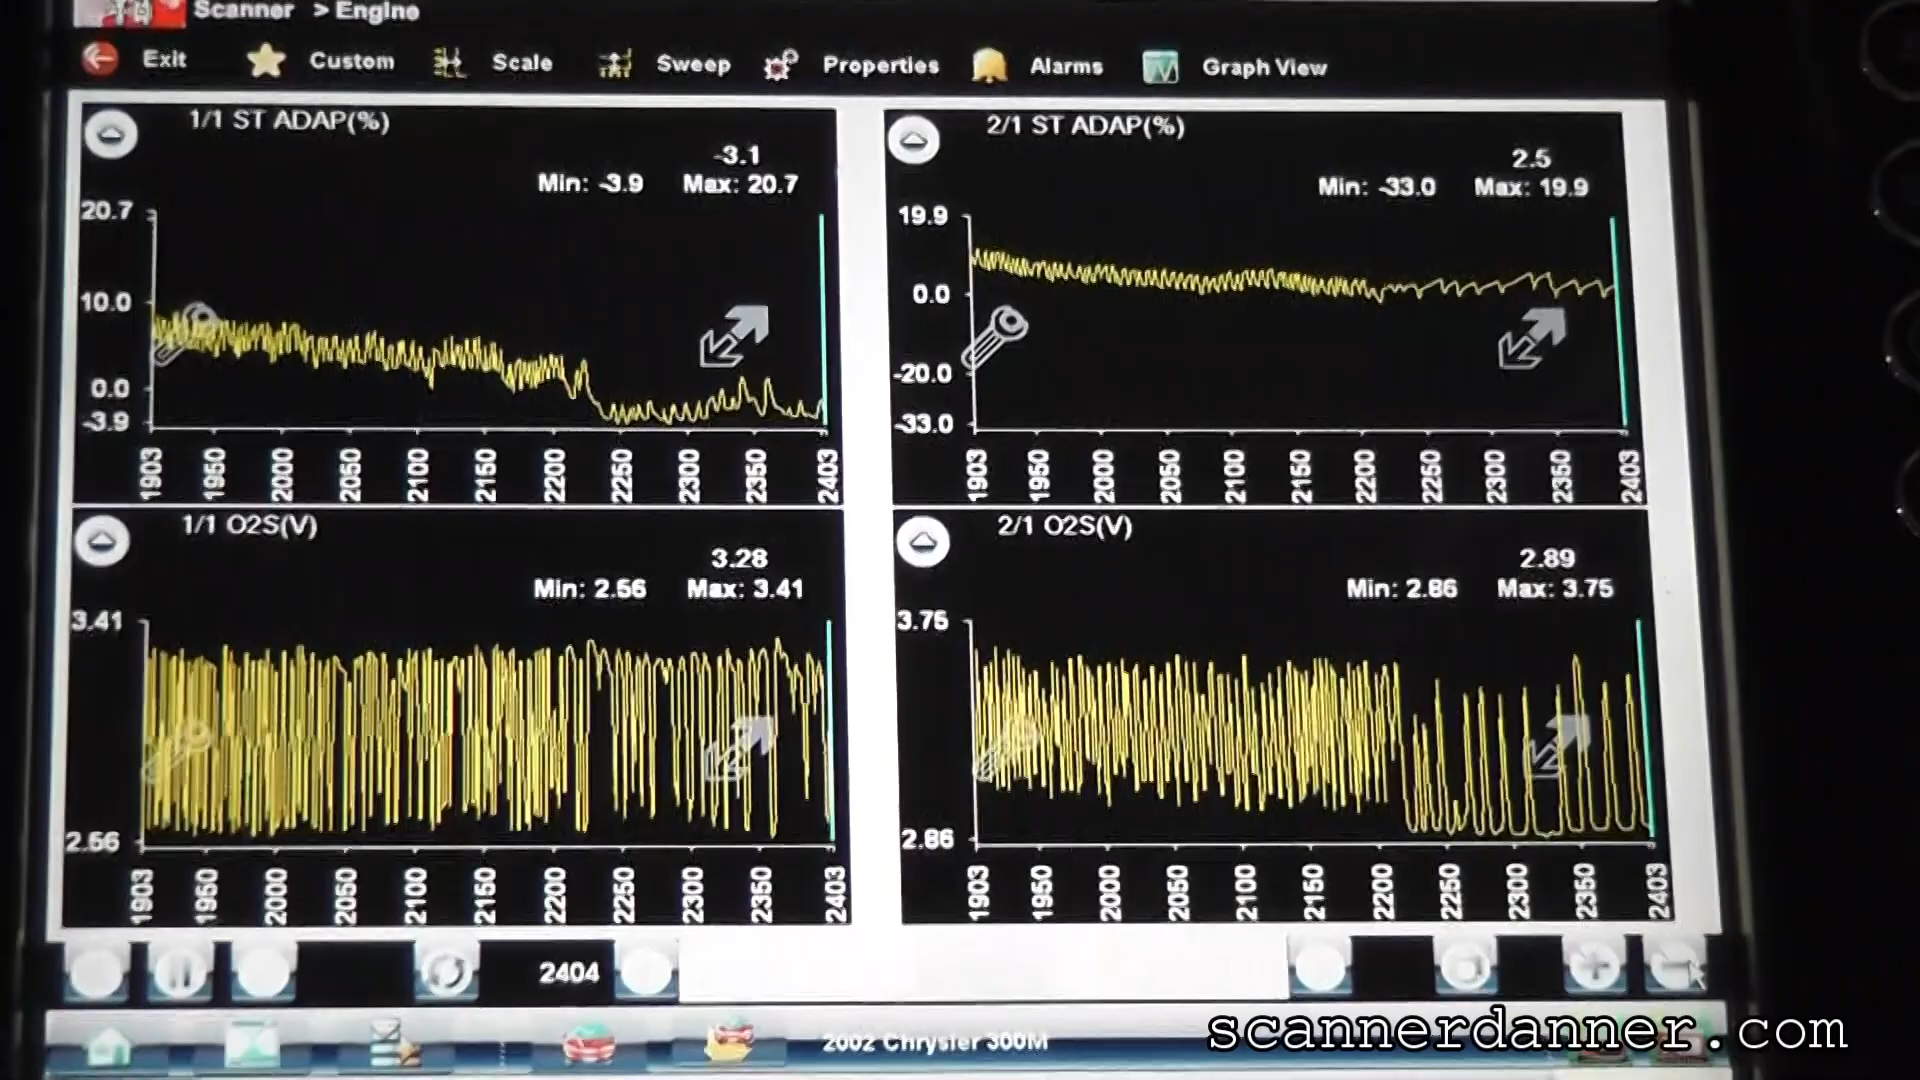 Scanner > Engine
Exit Custom Scale Sweep Properties Alarms Graph View
1/1 ST ADAP(%)
-3.1
Min: -3.9 Max: 20.7
20.7
10.0
0.0
-3.9
1903 1950 2000 2050 2100 2150 2200 2250 2300 2350 2403
2/1 ST ADAP(%)
2.5
Min: -33.0 Max: 19.9
19.9
0.0
-20.0
-33.0
1903 1950 2000 2050 2100 2150 2200 2250 2300 2350 2403
1/1 O2S(V)
3.28
Min: 2.56 Max: 3.41
3.41
2.56
1903 1950 2000 2050 2100 2150 2200 2250 2300 2350 2403
2/1 O2S(V)
2.89
Min: 2.86 Max: 3.75
3.75
2.86
1903 1950 2000 2050 2100 2150 2200 2250 2300 2350 2403
2404
2002 Chrysler 300M
scannerdanner.com